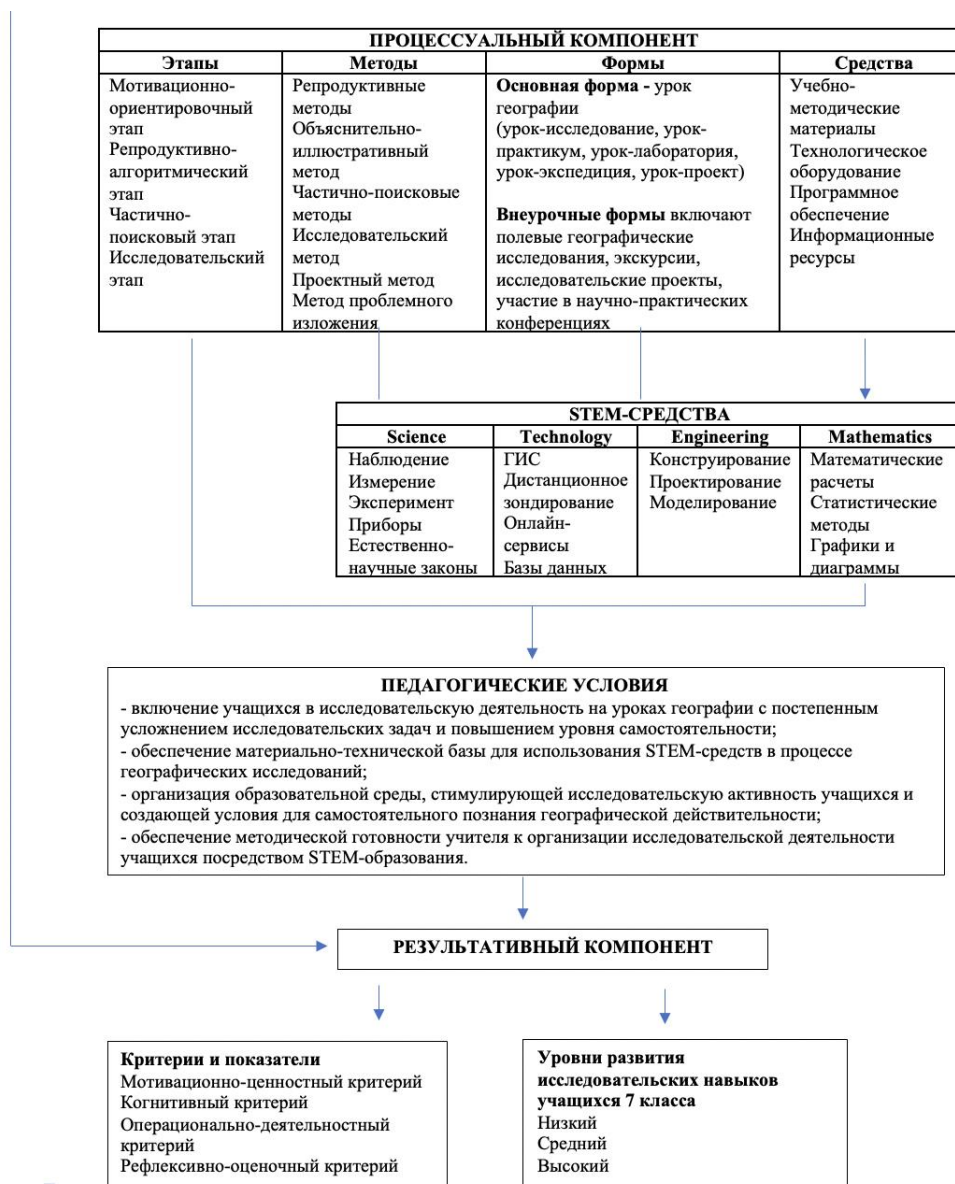 ПРОЦЕССУАЛЬНЫЙ КОМПОНЕНТ
Этапы
Мотивационно-
ориентировочный
этап
Репродуктивно-
алгоритмический
этап
Частично-
поисковый этап
Исследовательский
этап
Методы
Репродуктивные
методы
Объяснительно-
иллюстративный
метод
Частично-поисковые
методы
Исследовательский
метод
Проектный метод
Метод проблемного
изложения
Формы
Основная форма - урок
географии
(урок-исследование, урок-
практикум, урок-лаборатория,
урок-экспедиция, урок-проект)
Внеурочные формы включают
полевые географические
исследования, экскурсии,
исследовательские проекты,
участие в научно-практических
конференциях
Средства
Учебно-
методические
материалы
Технологическое
оборудование
Программное
обеспечение
Информационные
ресурсы
STEM-СРЕДСТВА
Science
Наблюдение
Измерение
Эксперимент
Приборы
Естественно-
научные законы
Technology
ГИС
Дистанционное
зондирование
Онлайн-
сервисы
Базы данных
Engineering
Конструирование
Проектирование
Моделирование
Mathematics
Математические
расчеты
Статистические
методы
Графики и
диаграммы
ПЕДАГОГИЧЕСКИЕ УСЛОВИЯ
- включение учащихся в исследовательскую деятельность на уроках географии с постепенным
усложнением исследовательских задач и повышением уровня самостоятельности;
- обеспечение материально-технической базы для использования STEM-средств в процессе
географических исследований;
- организация образовательной среды, стимулирующей исследовательскую активность учащихся и
создающей условия для самостоятельного познания географической действительности;
- обеспечение методической готовности учителя к организации исследовательской деятельности
учащихся посредством STEM-образования.
РЕЗУЛЬТАТИВНЫЙ КОМПОНЕНТ
Критерии и показатели
Мотивационно-ценностный критерий
Когнитивный критерий
Операционально-деятельностный
критерий
Рефлексивно-оценочный критерий
Уровни развития
исследовательских навыков
учащихся 7 класса
Низкий
Средний
Высокий